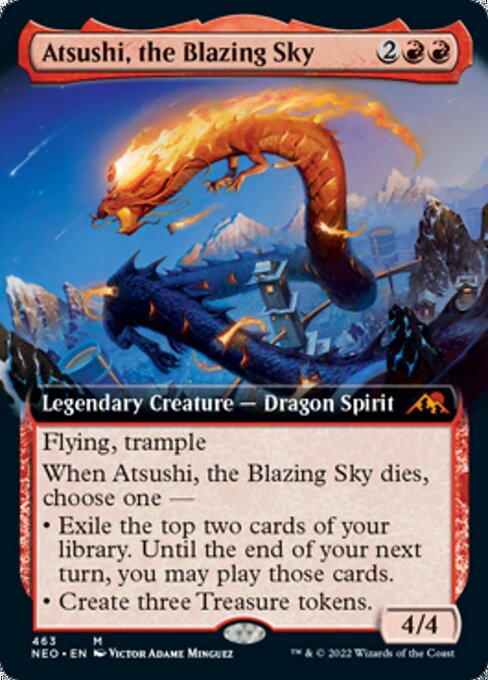 Atsushi, the Blazing Sky 2
Legendary Creature — Dragon Spirit
Flying, trample
When Atsushi, the Blazing Sky dies,
choose one —
• Exile the top two cards of your
library. Until the end of your next
turn, you may play those cards.
• Create three Treasure tokens.
4/4
463 M
NEO • EN VICTOR ADAME MINGUEZ
™ & © 2022 Wizards of the Coast